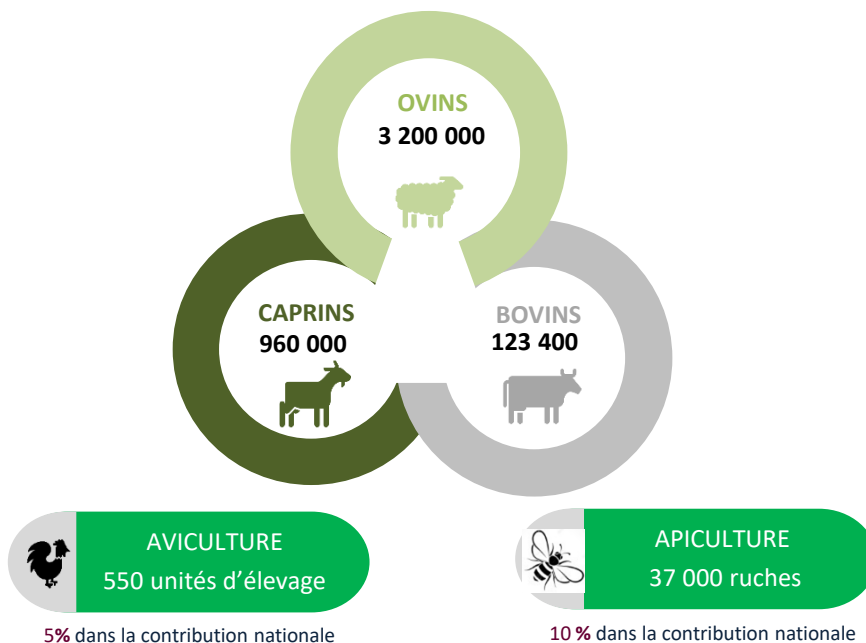 OVINS
3 200 000
CAPRINS
960 000
BOVINS
123 400
AVICULTURE
550 unités d'élevage
5% dans la contribution nationale
APICULTURE
37 000 ruches
10 % dans la contribution nationale